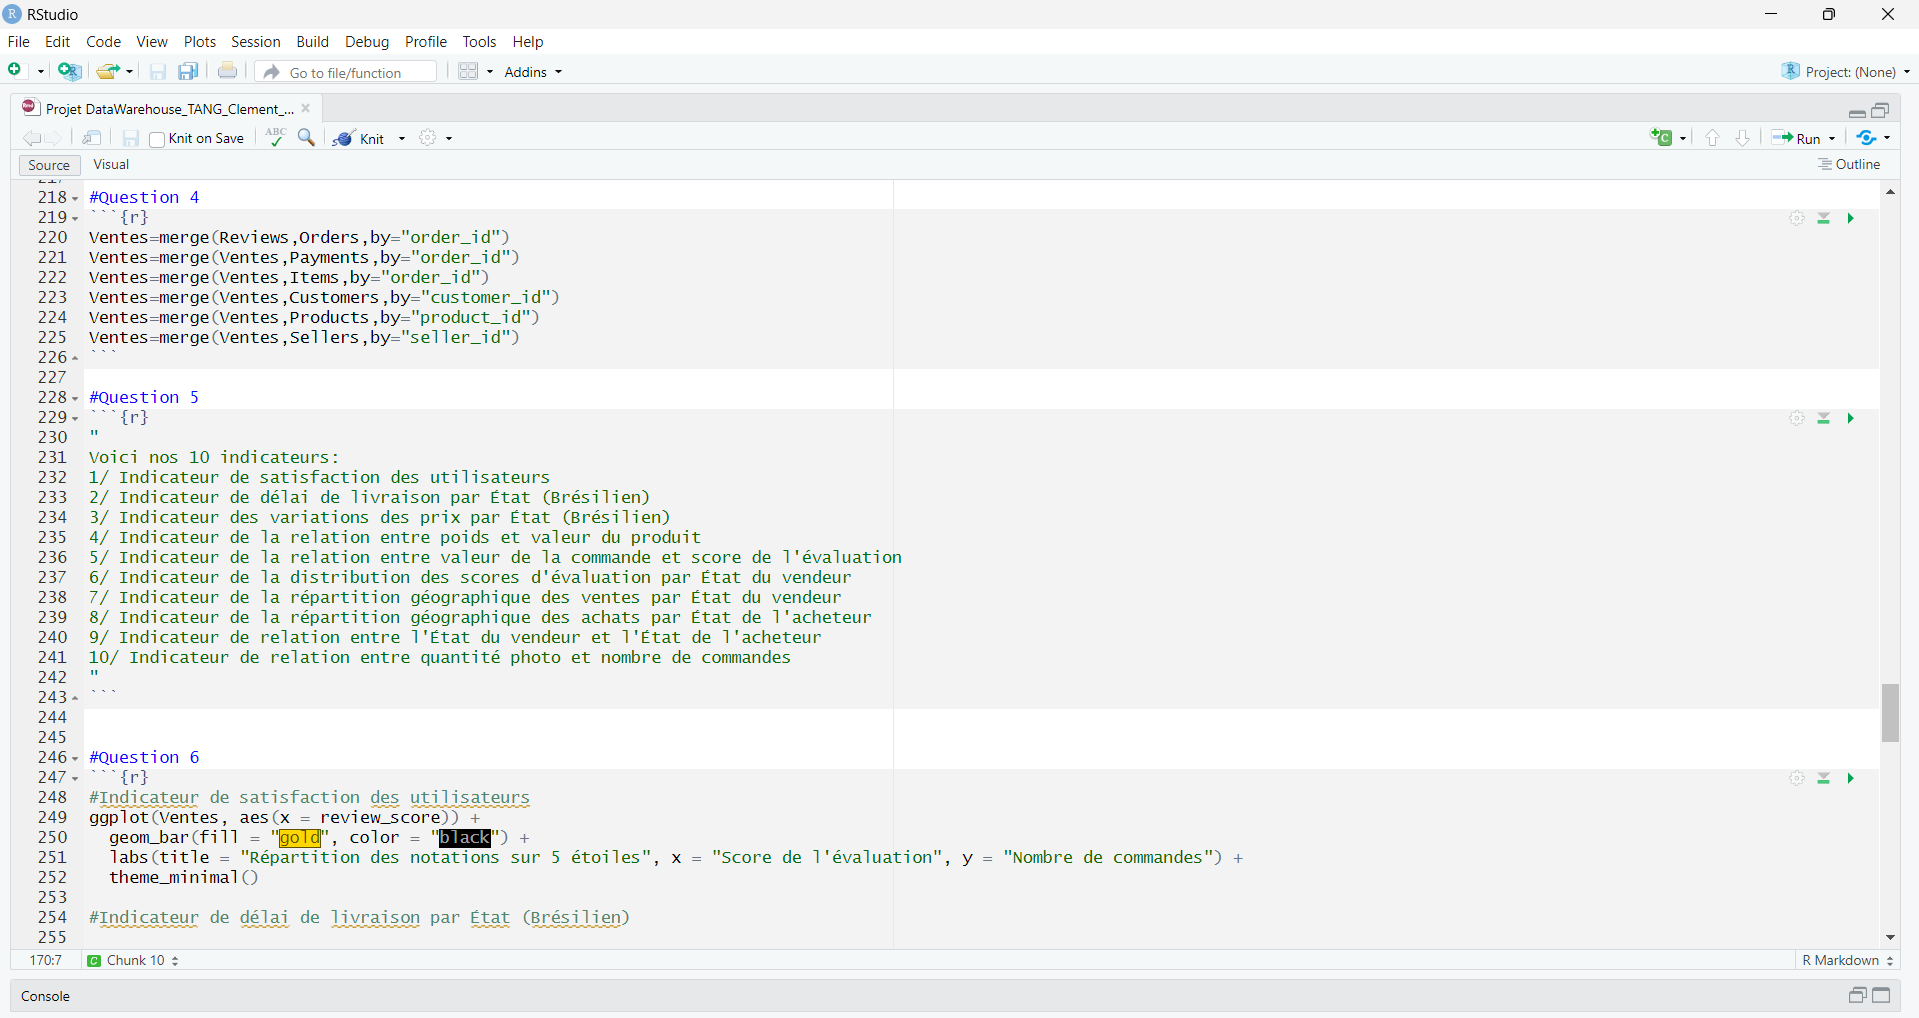 RStudio
File Edit Code View Plots Session Build Debug Profile Tools Help
Go to file/function Addins Project: (None)
Projet DataWarehouse_TANG_Clement_...
Knit on Save ABC Knit Run
Source Visual Outline
217
218 #Question 4
219 ```{r}
220 Ventes=merge(Reviews,Orders,by="order_id")
221 Ventes=merge(Ventes,Payments,by="order_id")
222 Ventes=merge(Ventes,Items,by="order_id")
223 Ventes=merge(Ventes,Customers,by="customer_id")
224 Ventes=merge(Ventes,Products,by="product_id")
225 Ventes=merge(Ventes,Sellers,by="seller_id")
226 ```
227
228 #Question 5
229 ```{r}
230 "
231 Voici nos 10 indicateurs:
232 1/ Indicateur de satisfaction des utilisateurs
233 2/ Indicateur de délai de livraison par État (Brésilien)
234 3/ Indicateur des variations des prix par État (Brésilien)
235 4/ Indicateur de la relation entre poids et valeur du produit
236 5/ Indicateur de la relation entre valeur de la commande et score de l'évaluation
237 6/ Indicateur de la distribution des scores d'évaluation par État du vendeur
238 7/ Indicateur de la répartition géographique des ventes par État du vendeur
239 8/ Indicateur de la répartition géographique des achats par État de l'acheteur
240 9/ Indicateur de relation entre l'État du vendeur et l'État de l'acheteur
241 10/ Indicateur de relation entre quantité photo et nombre de commandes
242 "
243 ```
244
245
246 #Question 6
247 ```{r}
248 #Indicateur de satisfaction des utilisateurs
249 ggplot(Ventes, aes(x = review_score)) +
250 geom_bar(fill = "gold", color = "black") +
251 labs(title = "Répartition des notations sur 5 étoiles", x = "Score de l'évaluation", y = "Nombre de commandes") +
252 theme_minimal()
253
254 #Indicateur de délai de livraison par État (Brésilien)
255
170:7 C Chunk 10 R Markdown
Console